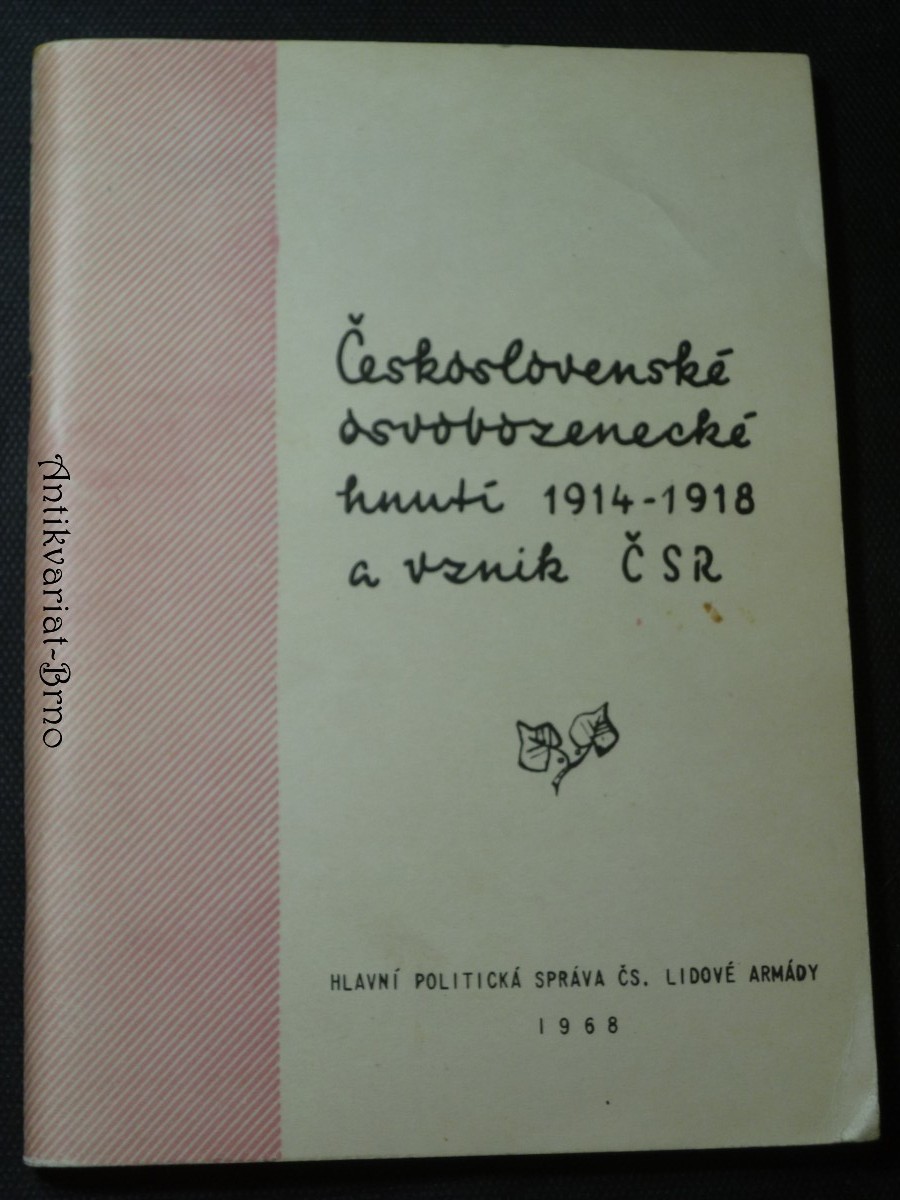 Československé
osvobozenecké
hnutí 1914-1918
a vznik ČSR
HLAVNÍ POLITICKÁ SPRÁVA ČS. LIDOVÉ ARMÁDY
1968
Antikvariat-Brno